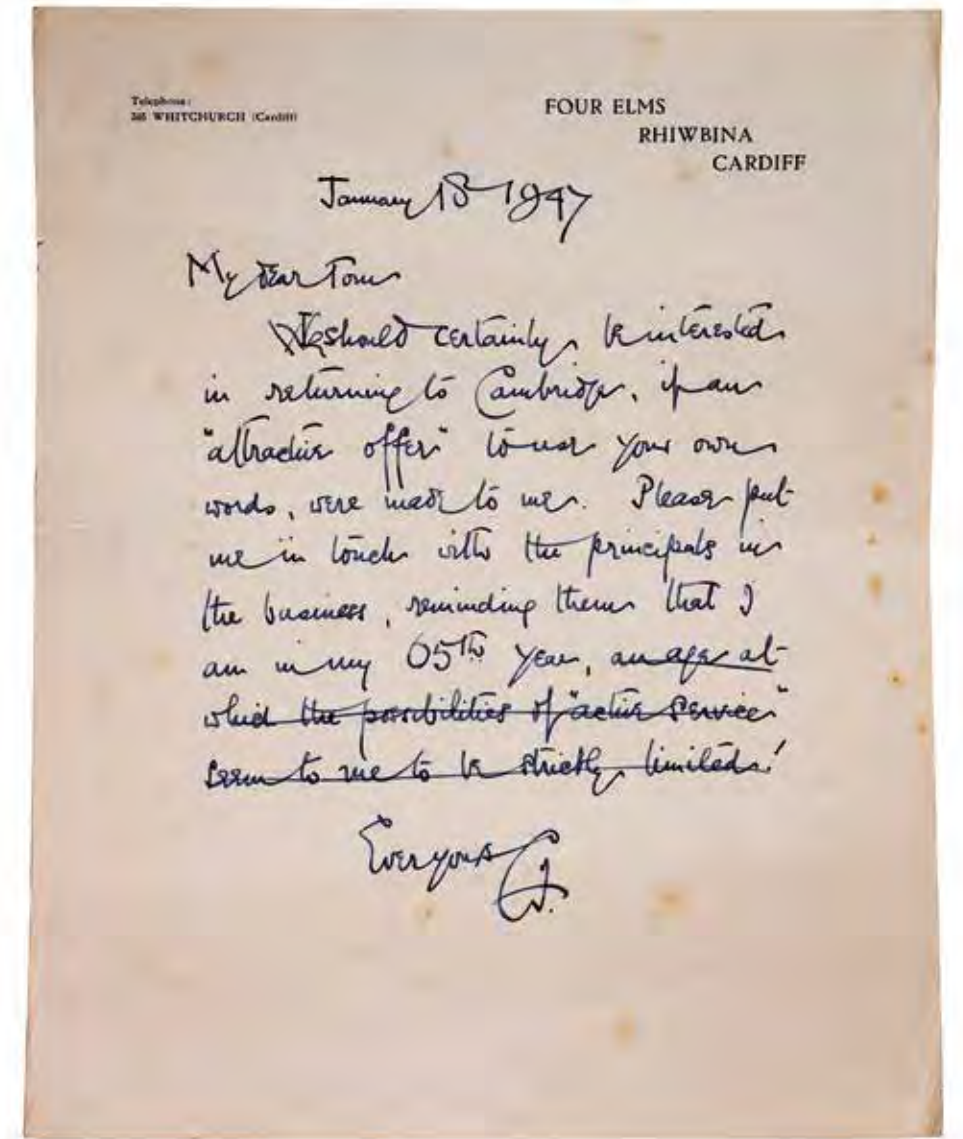 Telephone:
365 WHITCHURCH (Cardiff)
FOUR ELMS
RHIWBINA
CARDIFF
January 18 1947
My dear Tom
I should certainly be interested
in returning to Cambridge, if an
"attractive offer" to use your own
words, were made to me. Please put
me in touch with the principals in
the business, reminding them that I
am in my 65th year, an age at
which the possibilities of "active service"
seem to me to be strictly limited!
Ever yours